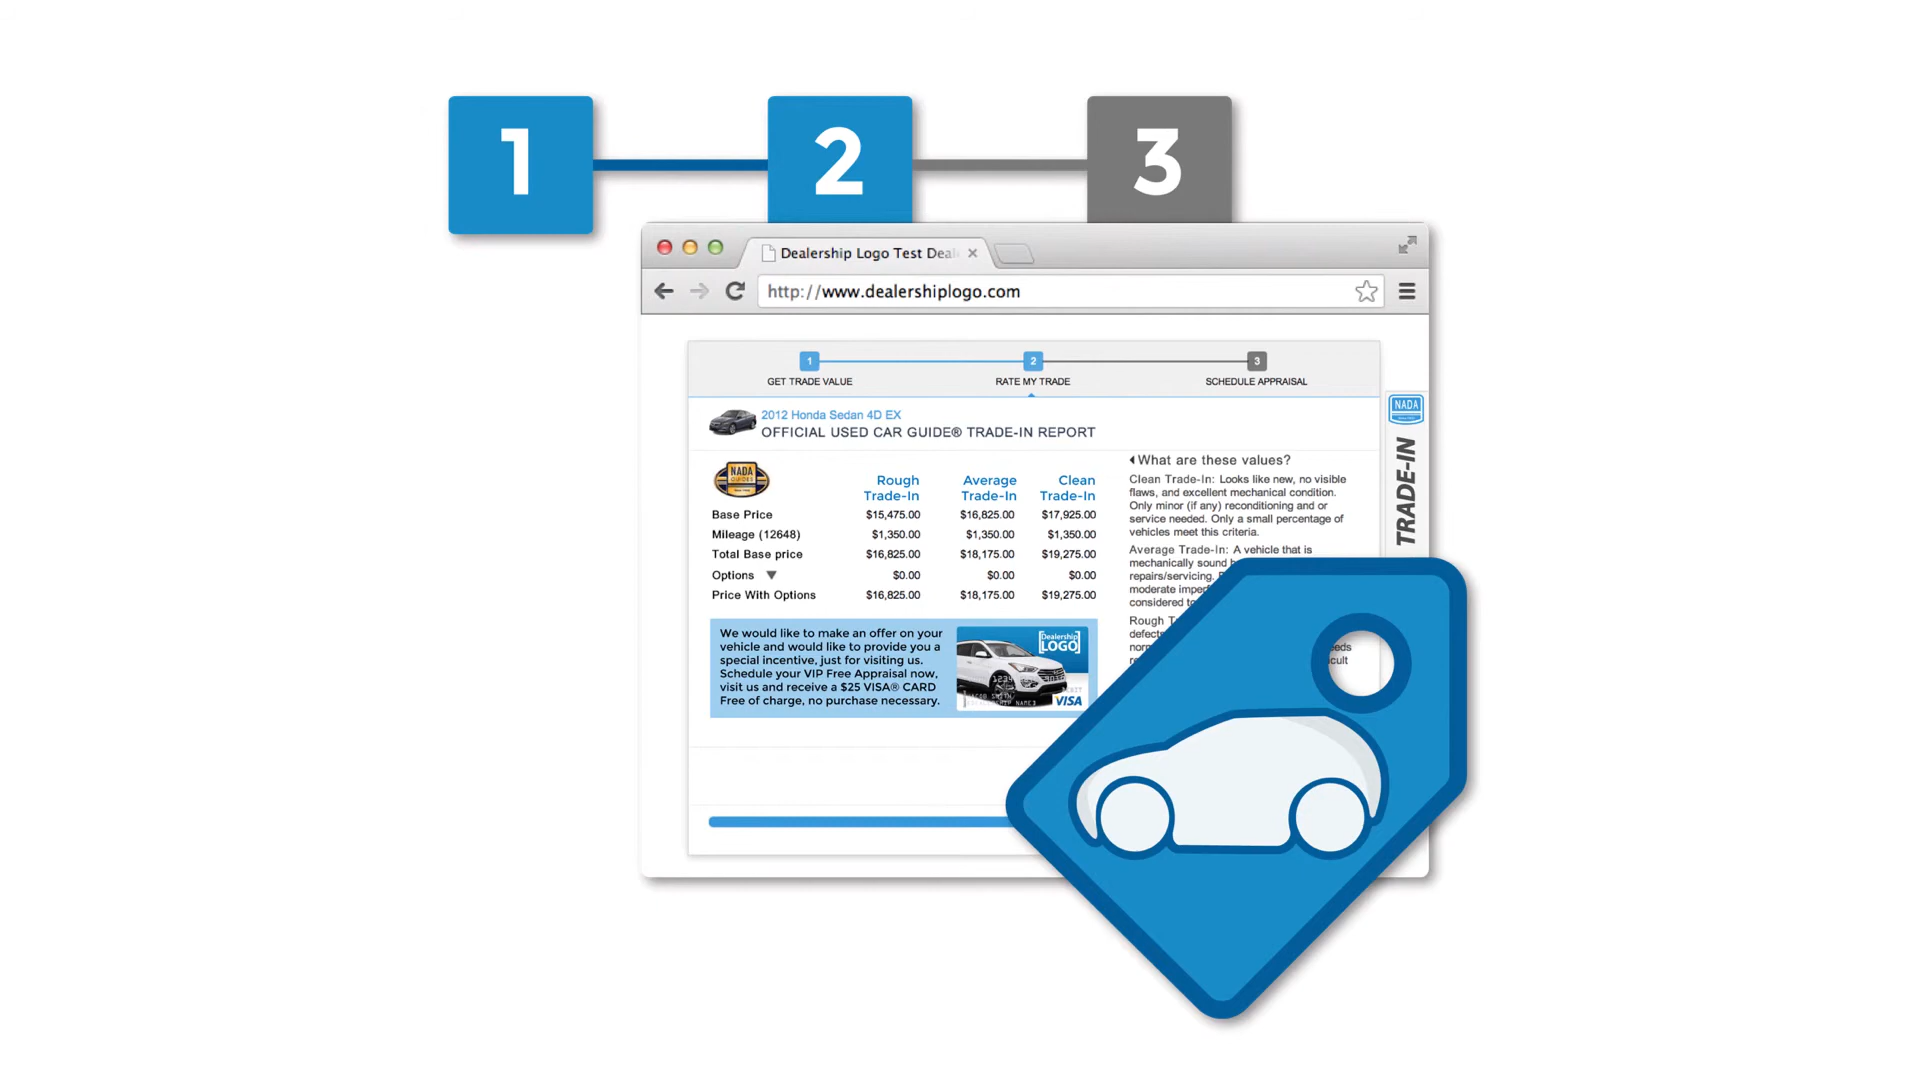 1 2 3
Dealership Logo Test Deal
http://www.dealershiplogo.com
1 2 3
GET TRADE VALUE RATE MY TRADE SCHEDULE APPRAISAL
2012 Honda Sedan 4D EX
OFFICIAL USED CAR GUIDE® TRADE-IN REPORT
NADA
GUIDES
Rough Average Clean
Trade-In Trade-In Trade-In
Base Price $15,475.00 $16,825.00 $17,925.00
Mileage (12648) $1,350.00 $1,350.00 $1,350.00
Total Base price $16,825.00 $18,175.00 $19,275.00
Options $0.00 $0.00 $0.00
Price With Options $16,825.00 $18,175.00 $19,275.00
We would like to make an offer on your
vehicle and would like to provide you a
special incentive, just for visiting us.
Schedule your VIP Free Appraisal now,
visit us and receive a $25 VISA® CARD
Free of charge, no purchase necessary.
Dealership
LOGO
VISA
What are these values?
Clean Trade-In: Looks like new, no visible
flaws, and excellent mechanical condition.
Only minor (if any) reconditioning and or
service needed. Only a small percentage of
vehicles meet this criteria.
Average Trade-In: A vehicle that is
mechanically sound
repairs/servicing.
moderate
considered
Rough
NADA
TRADE-IN